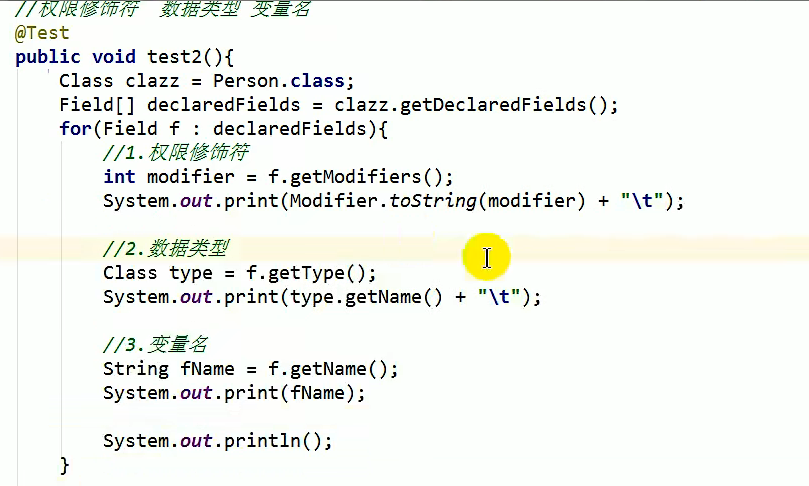 //权限修饰符  数据类型 变量名
@Test
public void test2(){
    Class clazz = Person.class;
    Field[] declaredFields = clazz.getDeclaredFields();
    for(Field f : declaredFields){
        //1.权限修饰符
        int modifier = f.getModifiers();
        System.out.print(Modifier.toString(modifier) + "\t");
        //2.数据类型
        Class type = f.getType();
        System.out.print(type.getName() + "\t");
        //3.变量名
        String fName = f.getName();
        System.out.print(fName);
        System.out.println();
    }